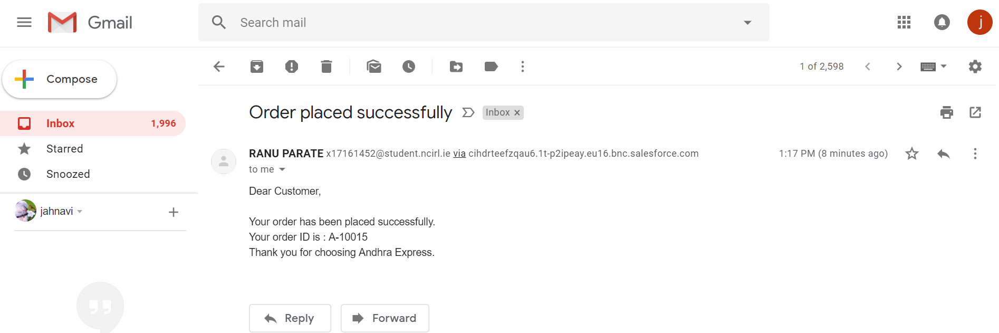 Gmail
Search mail
j
Compose
1 of 2,598
Order placed successfully
Inbox ×
Inbox 1,996
Starred
Snoozed
jahnavi
RANU PARATE x17161452@student.ncirl.ie via cihdrteefzqau6.1t-p2ipeay.eu16.bnc.salesforce.com 1:17 PM (8 minutes ago)
to me
Dear Customer,
Your order has been placed successfully.
Your order ID is : A-10015
Thank you for choosing Andhra Express.
Reply
Forward